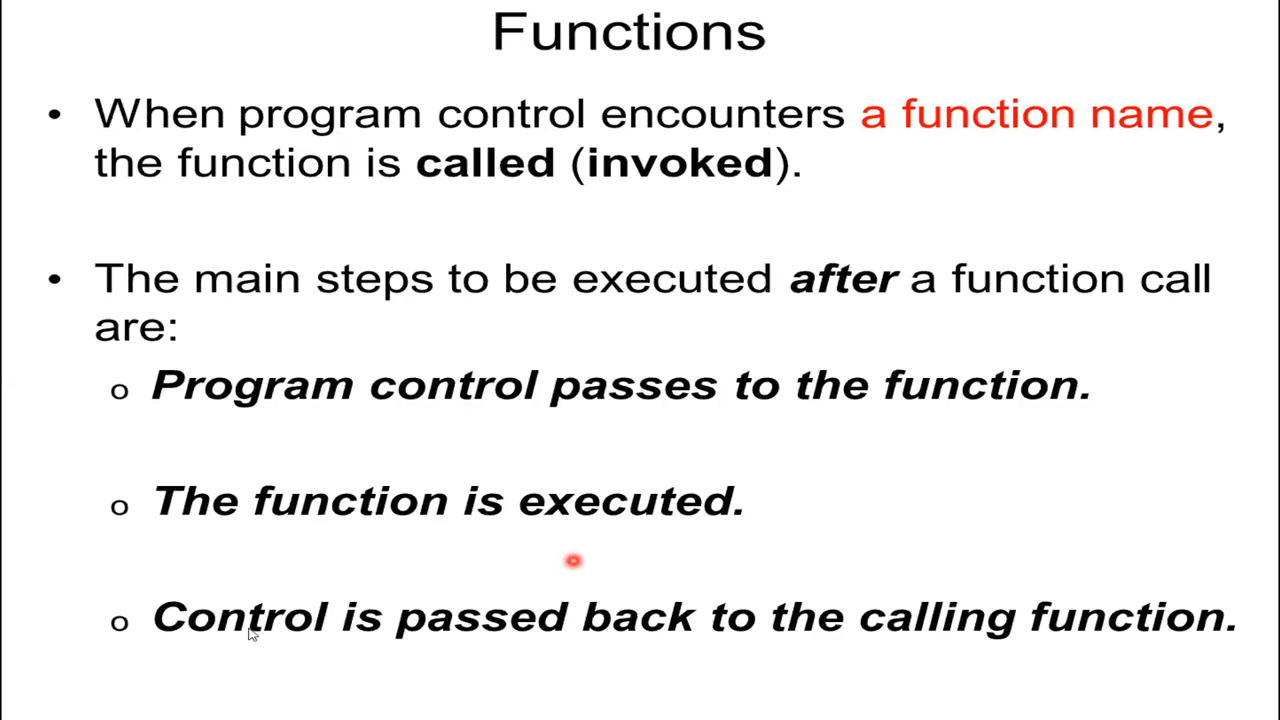 Functions
• When program control encounters a function name,
the function is called (invoked).
• The main steps to be executed after a function call
are:
o Program control passes to the function.
o The function is executed.
o Control is passed back to the calling function.